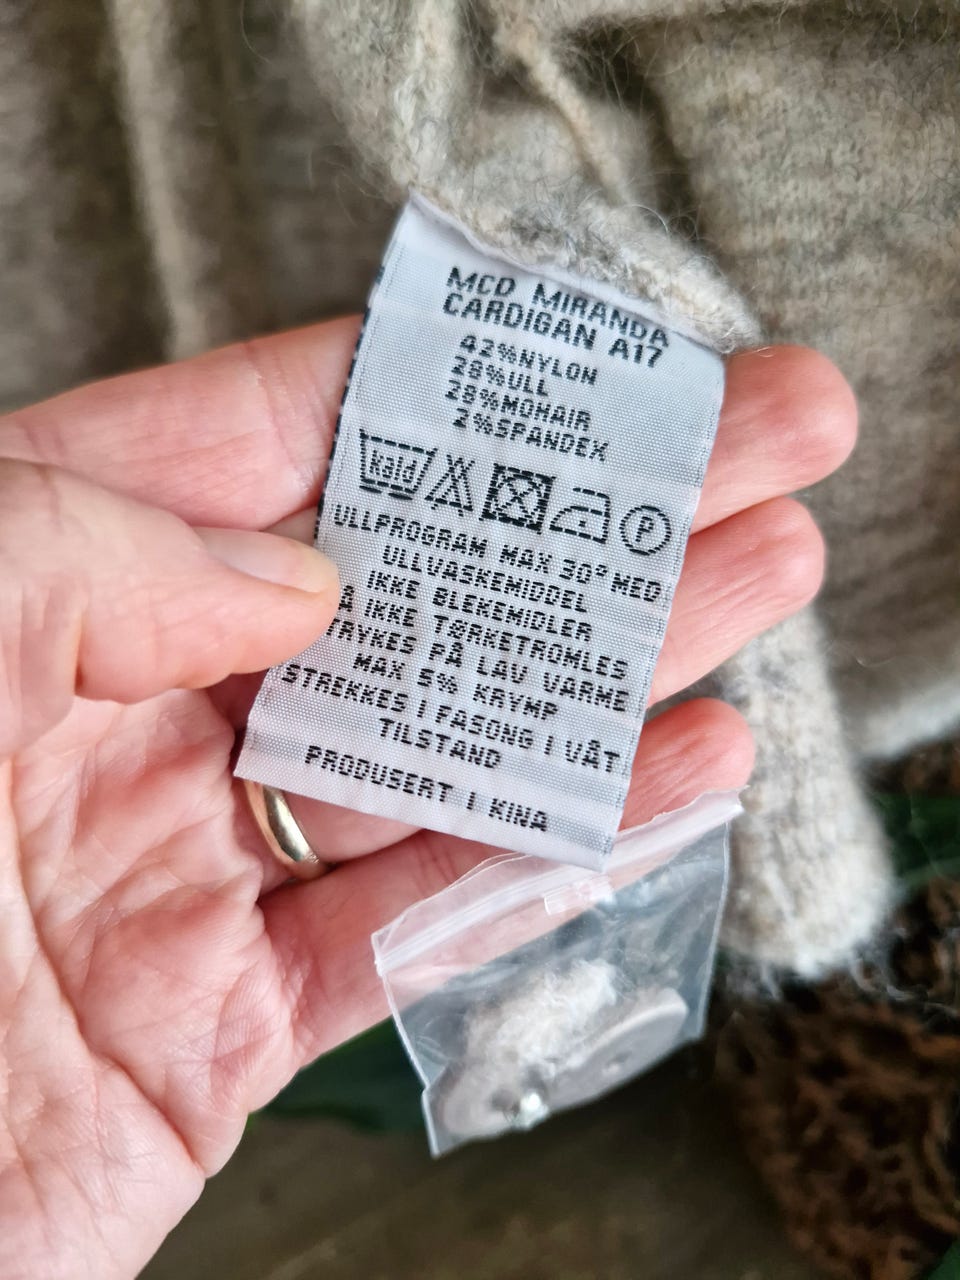 MCD MIRANDA
CARDIGAN A17
42%NYLON
28%ULL
28%MOHAIR
2%SPANDEX
kald
P
ULLPROGRAM MAX 30° MED
ULLVASKEMIDDEL
IKKE BLEKEMIDLER
IKKE TØRKETROMLES
PÅ LAV VARME
MAX 5% KRYMP
STREKKES I FASONG I VÅT
TILSTAND
PRODUSERT I KINA